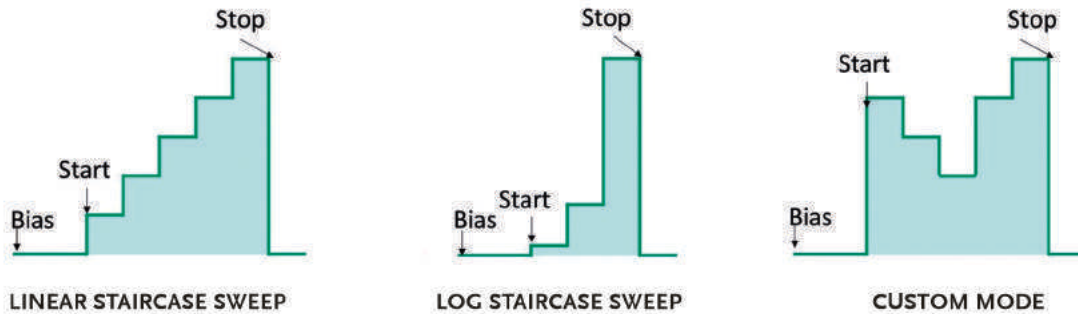 Stop
Start
Bias
LINEAR STAIRCASE SWEEP
Stop
Start
Bias
LOG STAIRCASE SWEEP
Stop
Start
Bias
CUSTOM MODE